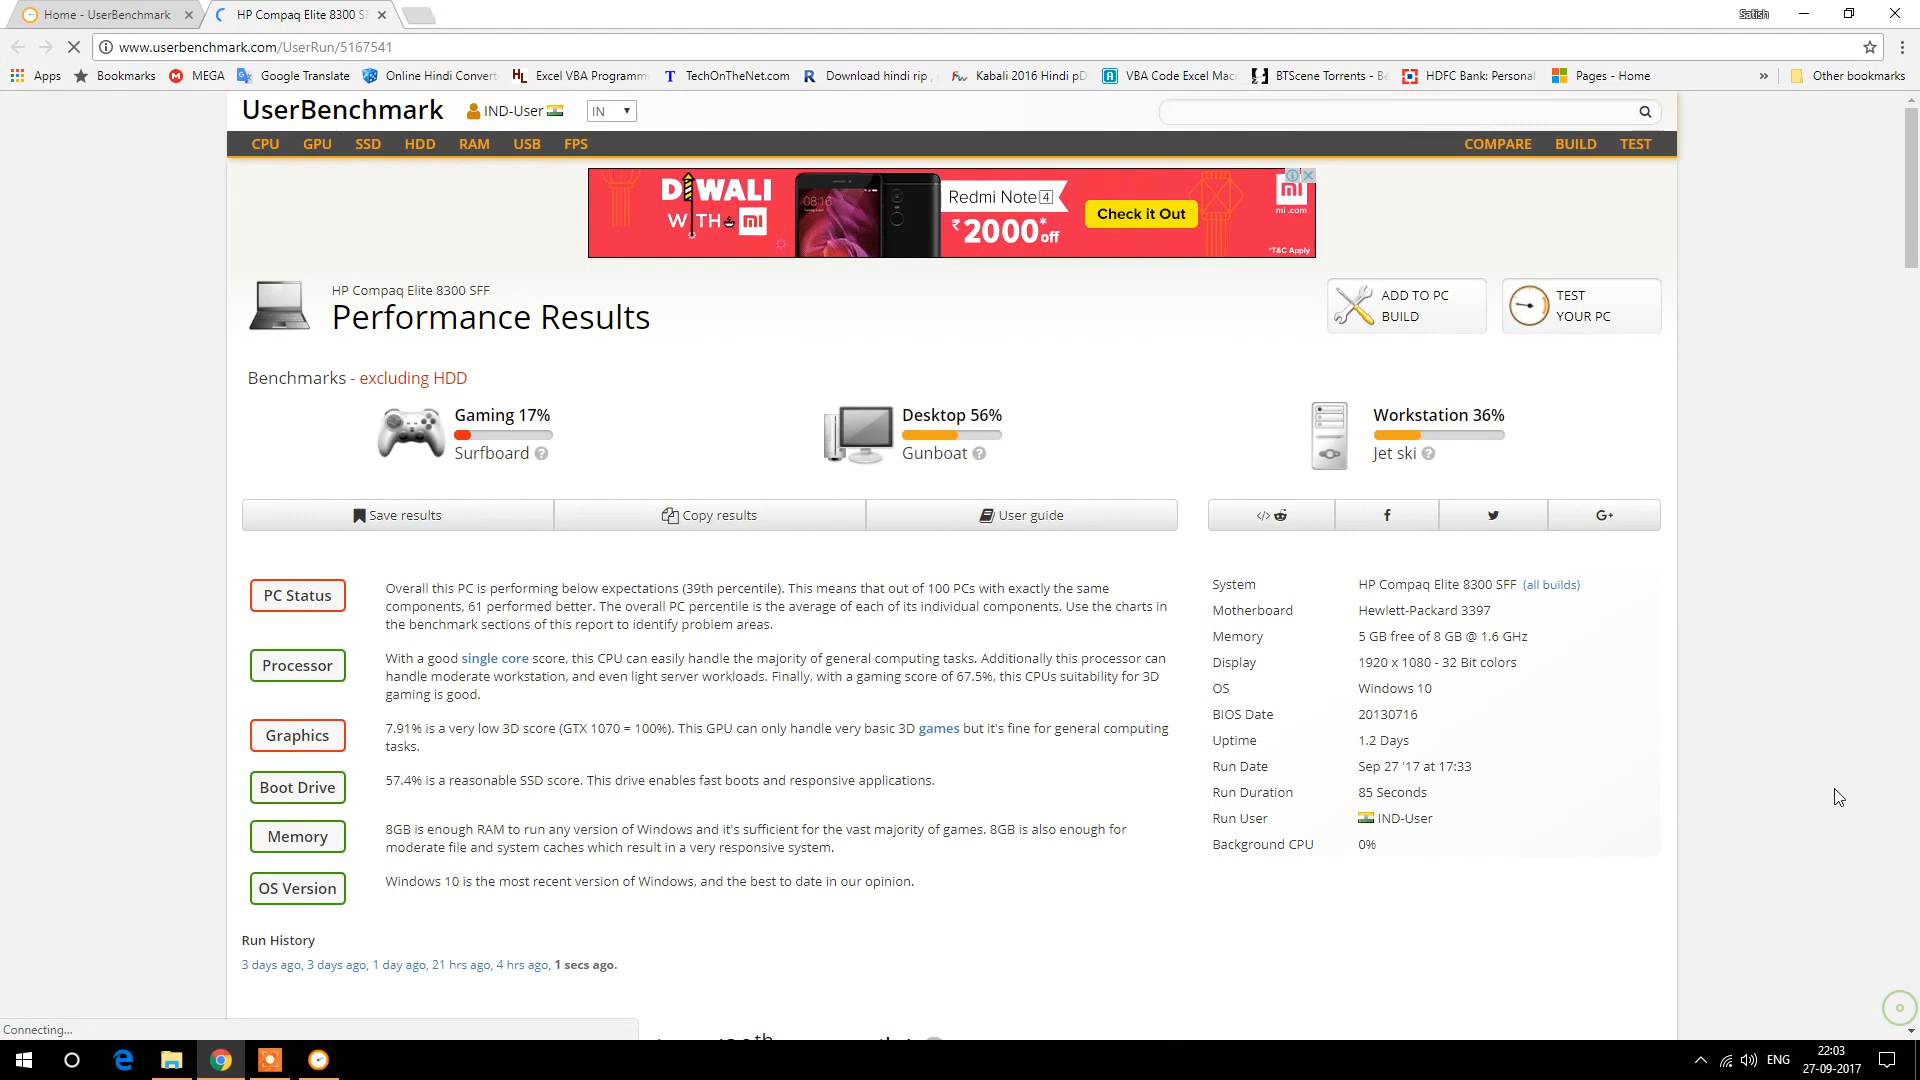 Home - UserBenchmark
HP Compaq Elite 8300 S
Satish
www.userbenchmark.com/UserRun/5167541
Apps Bookmarks MEGA Google Translate Online Hindi Convert Excel VBA Programm TechOnTheNet.com Download hindi rip Kabali 2016 Hindi pD VBA Code Excel Mac BTScene Torrents - Be HDFC Bank: Personal Pages - Home » Other bookmarks
UserBenchmark IND-User IN
CPU GPU SSD HDD RAM USB FPS COMPARE BUILD TEST
DIWALI
WITH mi
08:16
Redmi Note 4
₹2000* off
Check it Out
mi
mi.com
*T&C Apply
HP Compaq Elite 8300 SFF
Performance Results
ADD TO PC
BUILD
TEST
YOUR PC
Benchmarks - excluding HDD
Gaming 17%
Surfboard ?
Desktop 56%
Gunboat ?
Workstation 36%
Jet ski ?
Save results Copy results User guide </> f G+
PC Status
Overall this PC is performing below expectations (39th percentile). This means that out of 100 PCs with exactly the same
components, 61 performed better. The overall PC percentile is the average of each of its individual components. Use the charts in
the benchmark sections of this report to identify problem areas.
Processor
With a good single core score, this CPU can easily handle the majority of general computing tasks. Additionally this processor can
handle moderate workstation, and even light server workloads. Finally, with a gaming score of 67.5%, this CPUs suitability for 3D
gaming is good.
Graphics
7.91% is a very low 3D score (GTX 1070 = 100%). This GPU can only handle very basic 3D games but it's fine for general computing
tasks.
Boot Drive
57.4% is a reasonable SSD score. This drive enables fast boots and responsive applications.
Memory
8GB is enough RAM to run any version of Windows and it's sufficient for the vast majority of games. 8GB is also enough for
moderate file and system caches which result in a very responsive system.
OS Version
Windows 10 is the most recent version of Windows, and the best to date in our opinion.
System HP Compaq Elite 8300 SFF (all builds)
Motherboard Hewlett-Packard 3397
Memory 5 GB free of 8 GB @ 1.6 GHz
Display 1920 x 1080 - 32 Bit colors
OS Windows 10
BIOS Date 20130716
Uptime 1.2 Days
Run Date Sep 27 '17 at 17:33
Run Duration 85 Seconds
Run User IND-User
Background CPU 0%
Run History
3 days ago, 3 days ago, 1 day ago, 21 hrs ago, 4 hrs ago, 1 secs ago.
Connecting...
ENG
22:03
27-09-2017